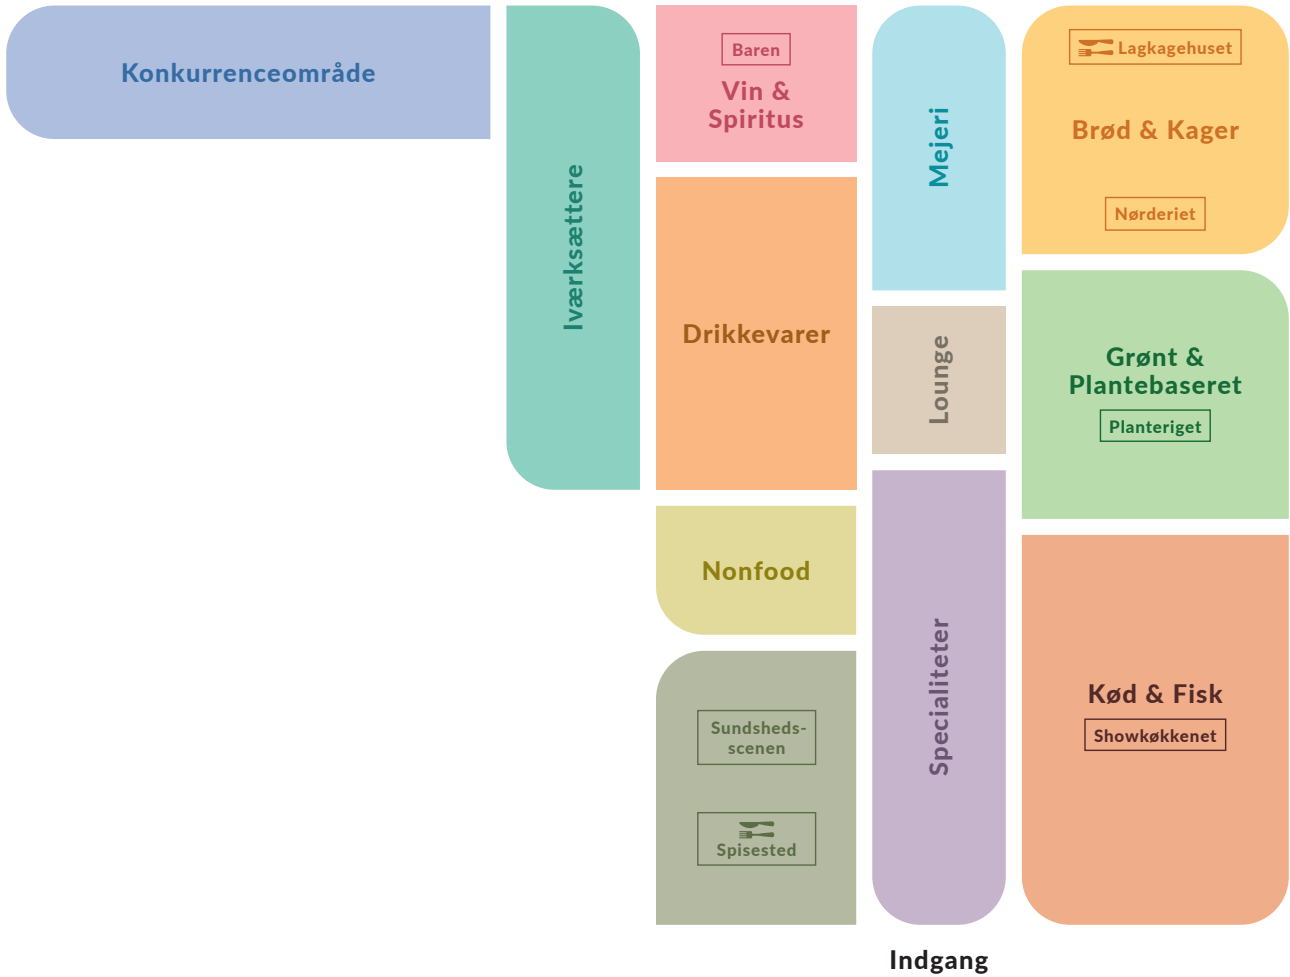 Konkurrenceområde
Iværksættere
Baren
Vin &
Spiritus
Drikkevarer
Nonfood
Sundsheds-
scenen
Spisested
Mejeri
Lounge
Specialiteter
Lagkagehuset
Brød & Kager
Nørderiet
Grønt &
Plantebaseret
Planteriget
Kød & Fisk
Showkøkkenet
Indgang